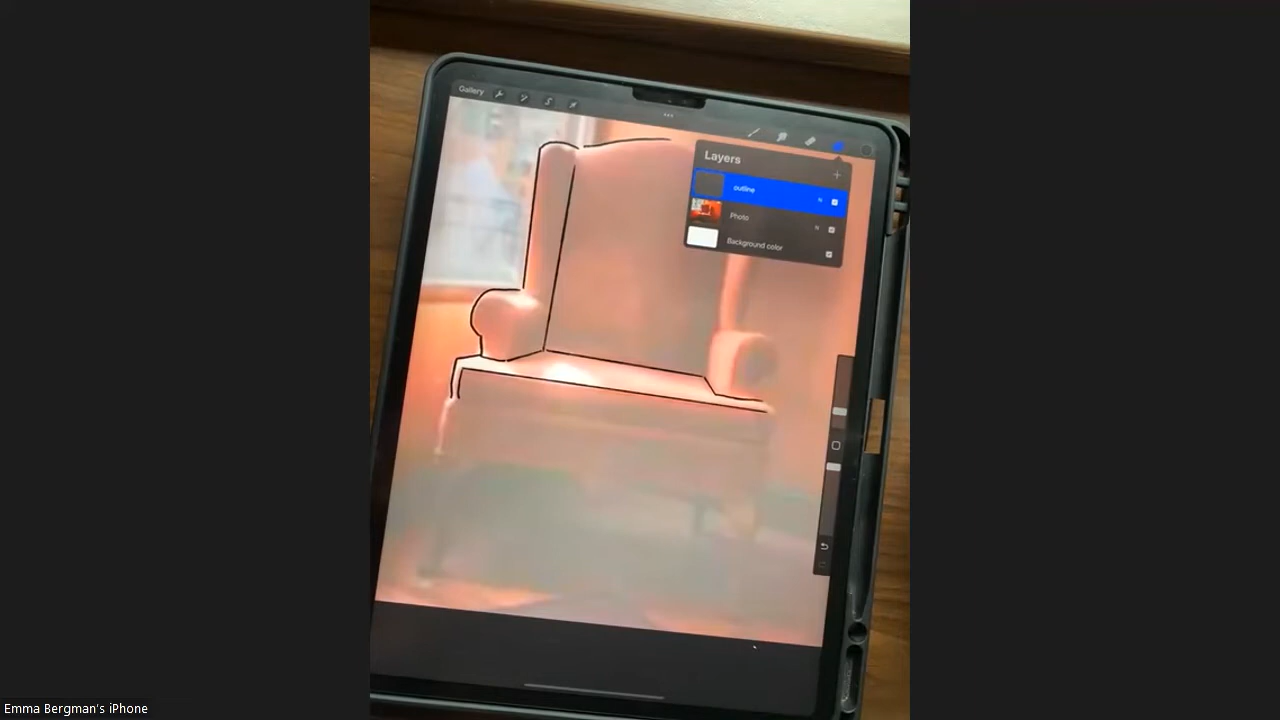 Gallery
Layers
outline
N
Photo
N
Background color
Emma Bergman's iPhone